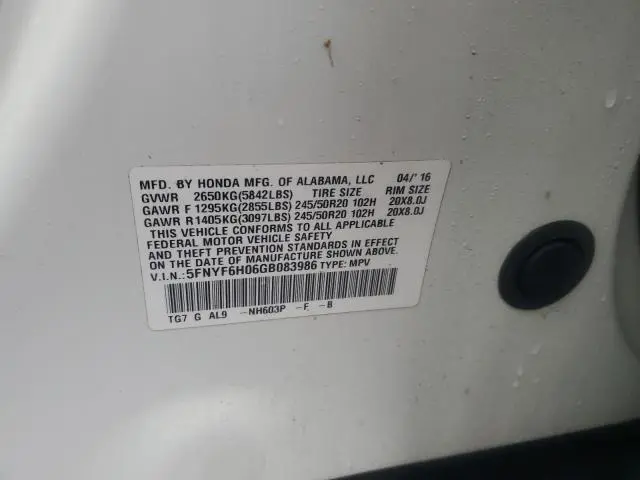 MFD. BY HONDA MFG. OF ALABAMA, LLC 04/'16
GVWR 2650KG(5842LBS) TIRE SIZE RIM SIZE
GAWR F 1295KG(2855LBS) 245/50R20 102H 20X8.0J
GAWR R 1405KG(3097LBS) 245/50R20 102H 20X8.0J
THIS VEHICLE CONFORMS TO ALL APPLICABLE
FEDERAL MOTOR VEHICLE SAFETY, BUMPER,
AND THEFT PREVENTION STANDARDS IN EFFECT
ON THE DATE OF MANUFACTURE SHOWN ABOVE.
V.I.N.: 5FNYF6H06GB083986 TYPE: MPV
TG7 G AL9 -NH603P -F -B